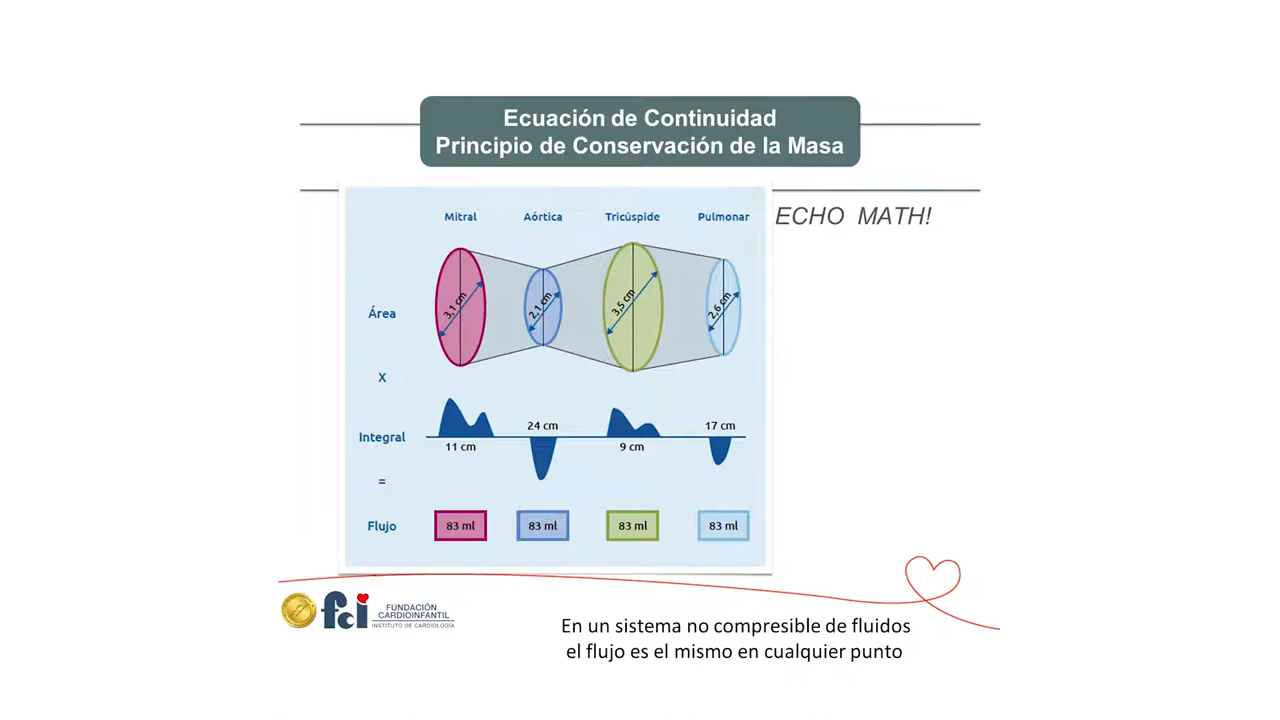 Ecuación de Continuidad
Principio de Conservación de la Masa
ECHO MATH!
Mitral Aórtica Tricúspide Pulmonar
Área
3,1 cm 2,1 cm 3,5 cm 2,6 cm
X
Integral
11 cm 24 cm 9 cm 17 cm
=
Flujo
83 ml 83 ml 83 ml 83 ml
fci
FUNDACIÓN
CARDIOINFANTIL
INSTITUTO DE CARDIOLOGÍA
En un sistema no compresible de fluidos
el flujo es el mismo en cualquier punto